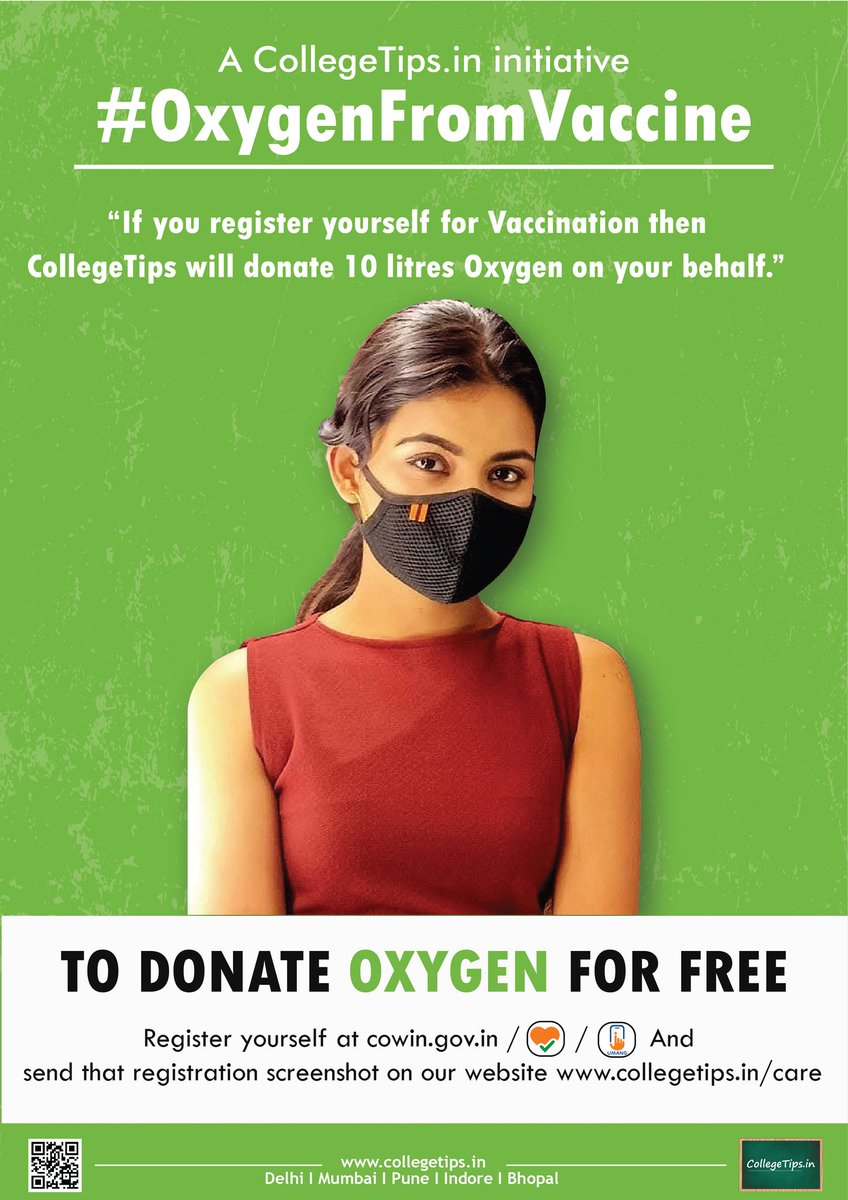 A CollegeTips.in initiative
#OxygenFromVaccine
“If you register yourself for Vaccination then
CollegeTips will donate 10 litres Oxygen on your behalf.”
TO DONATE OXYGEN FOR FREE
Register yourself at cowin.gov.in / / UMANG And
send that registration screenshot on our website www.collegetips.in/care
www.collegetips.in
Delhi I Mumbai I Pune I Indore I Bhopal
CollegeTips.in